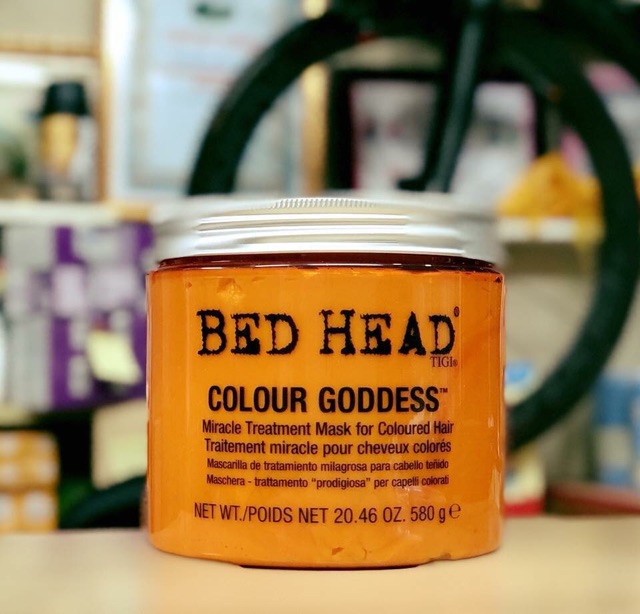 BED HEAD®
TIGI®
COLOUR GODDESS™
Miracle Treatment Mask for Coloured Hair
Traitement miracle pour cheveux colorés
Mascarilla de tratamiento milagrosa para cabello teñido
Maschera - trattamento "prodigiosa" per capelli colorati
NET WT./POIDS NET 20.46 OZ. 580 g ℮